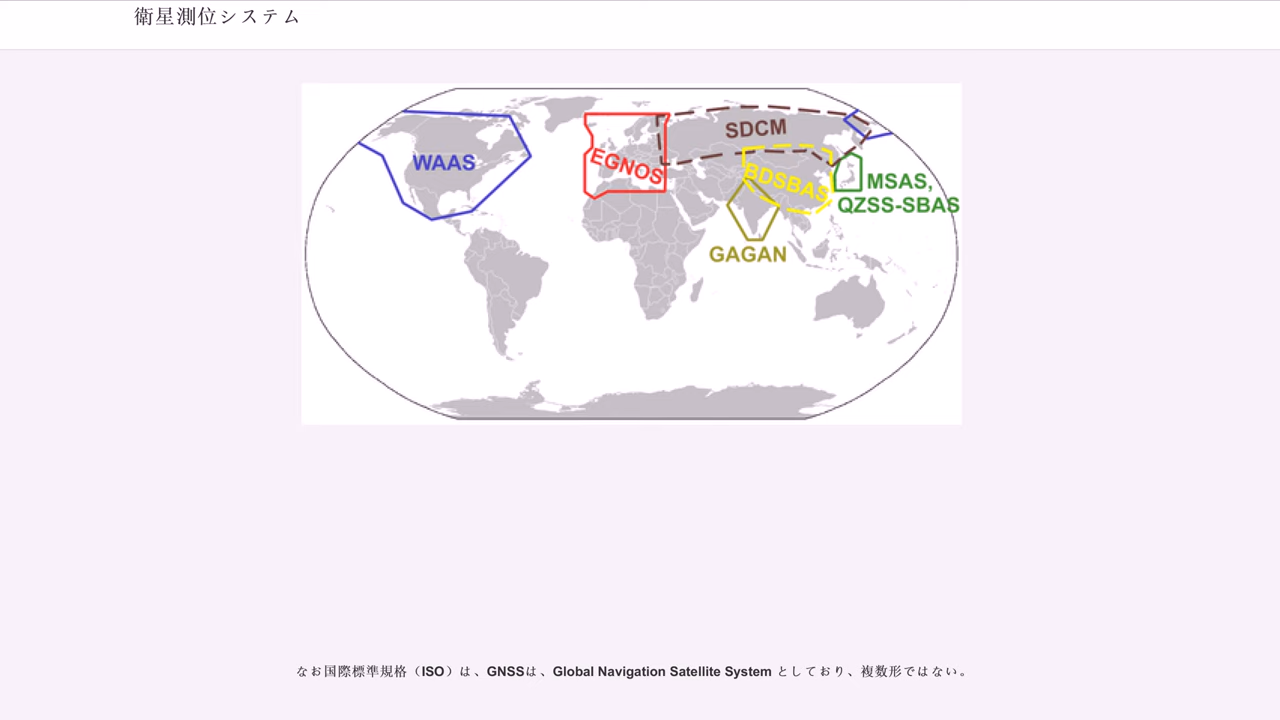 衛星測位システム
SDCM
WAAS
EGNOS
BDSBAS
MSAS,
QZSS-SBAS
GAGAN
なお国際標準規格（ISO）は、GNSSは、Global Navigation Satellite System としており、複数形ではない。